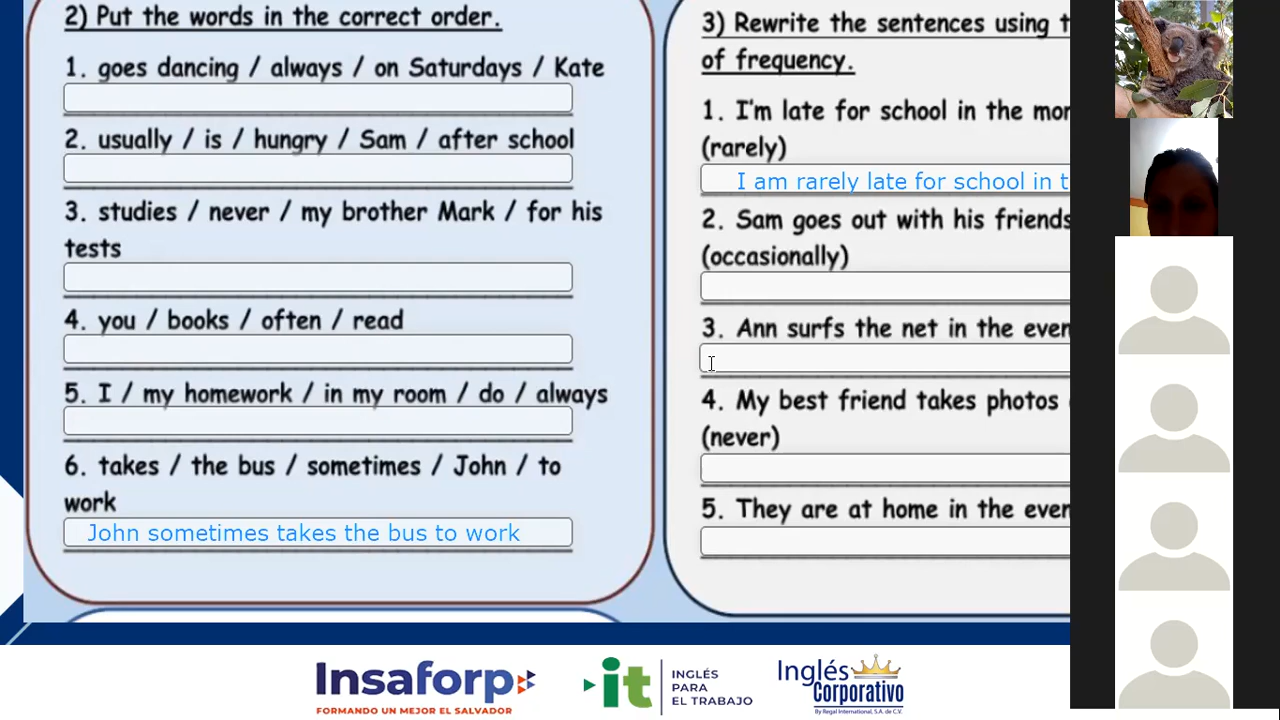 2) Put the words in the correct order.
1. goes dancing / always / on Saturdays / Kate
2. usually / is / hungry / Sam / after school
3. studies / never / my brother Mark / for his
tests
4. you / books / often / read
5. I / my homework / in my room / do / always
6. takes / the bus / sometimes / John / to
work
John sometimes takes the bus to work
3) Rewrite the sentences using
of frequency.
1. I'm late for school in the
(rarely)
I am rarely late for school in
2. Sam goes out with his friends
(occasionally)
3. Ann surfs the net in the
4. My best friend takes photos
(never)
5. They are at home in the
Insaforp
FORMANDO UN MEJOR EL SALVADOR
it
INGLÉS
PARA
EL TRABAJO
Inglés
Corporativo
By Regal International, S.A. de C.V.